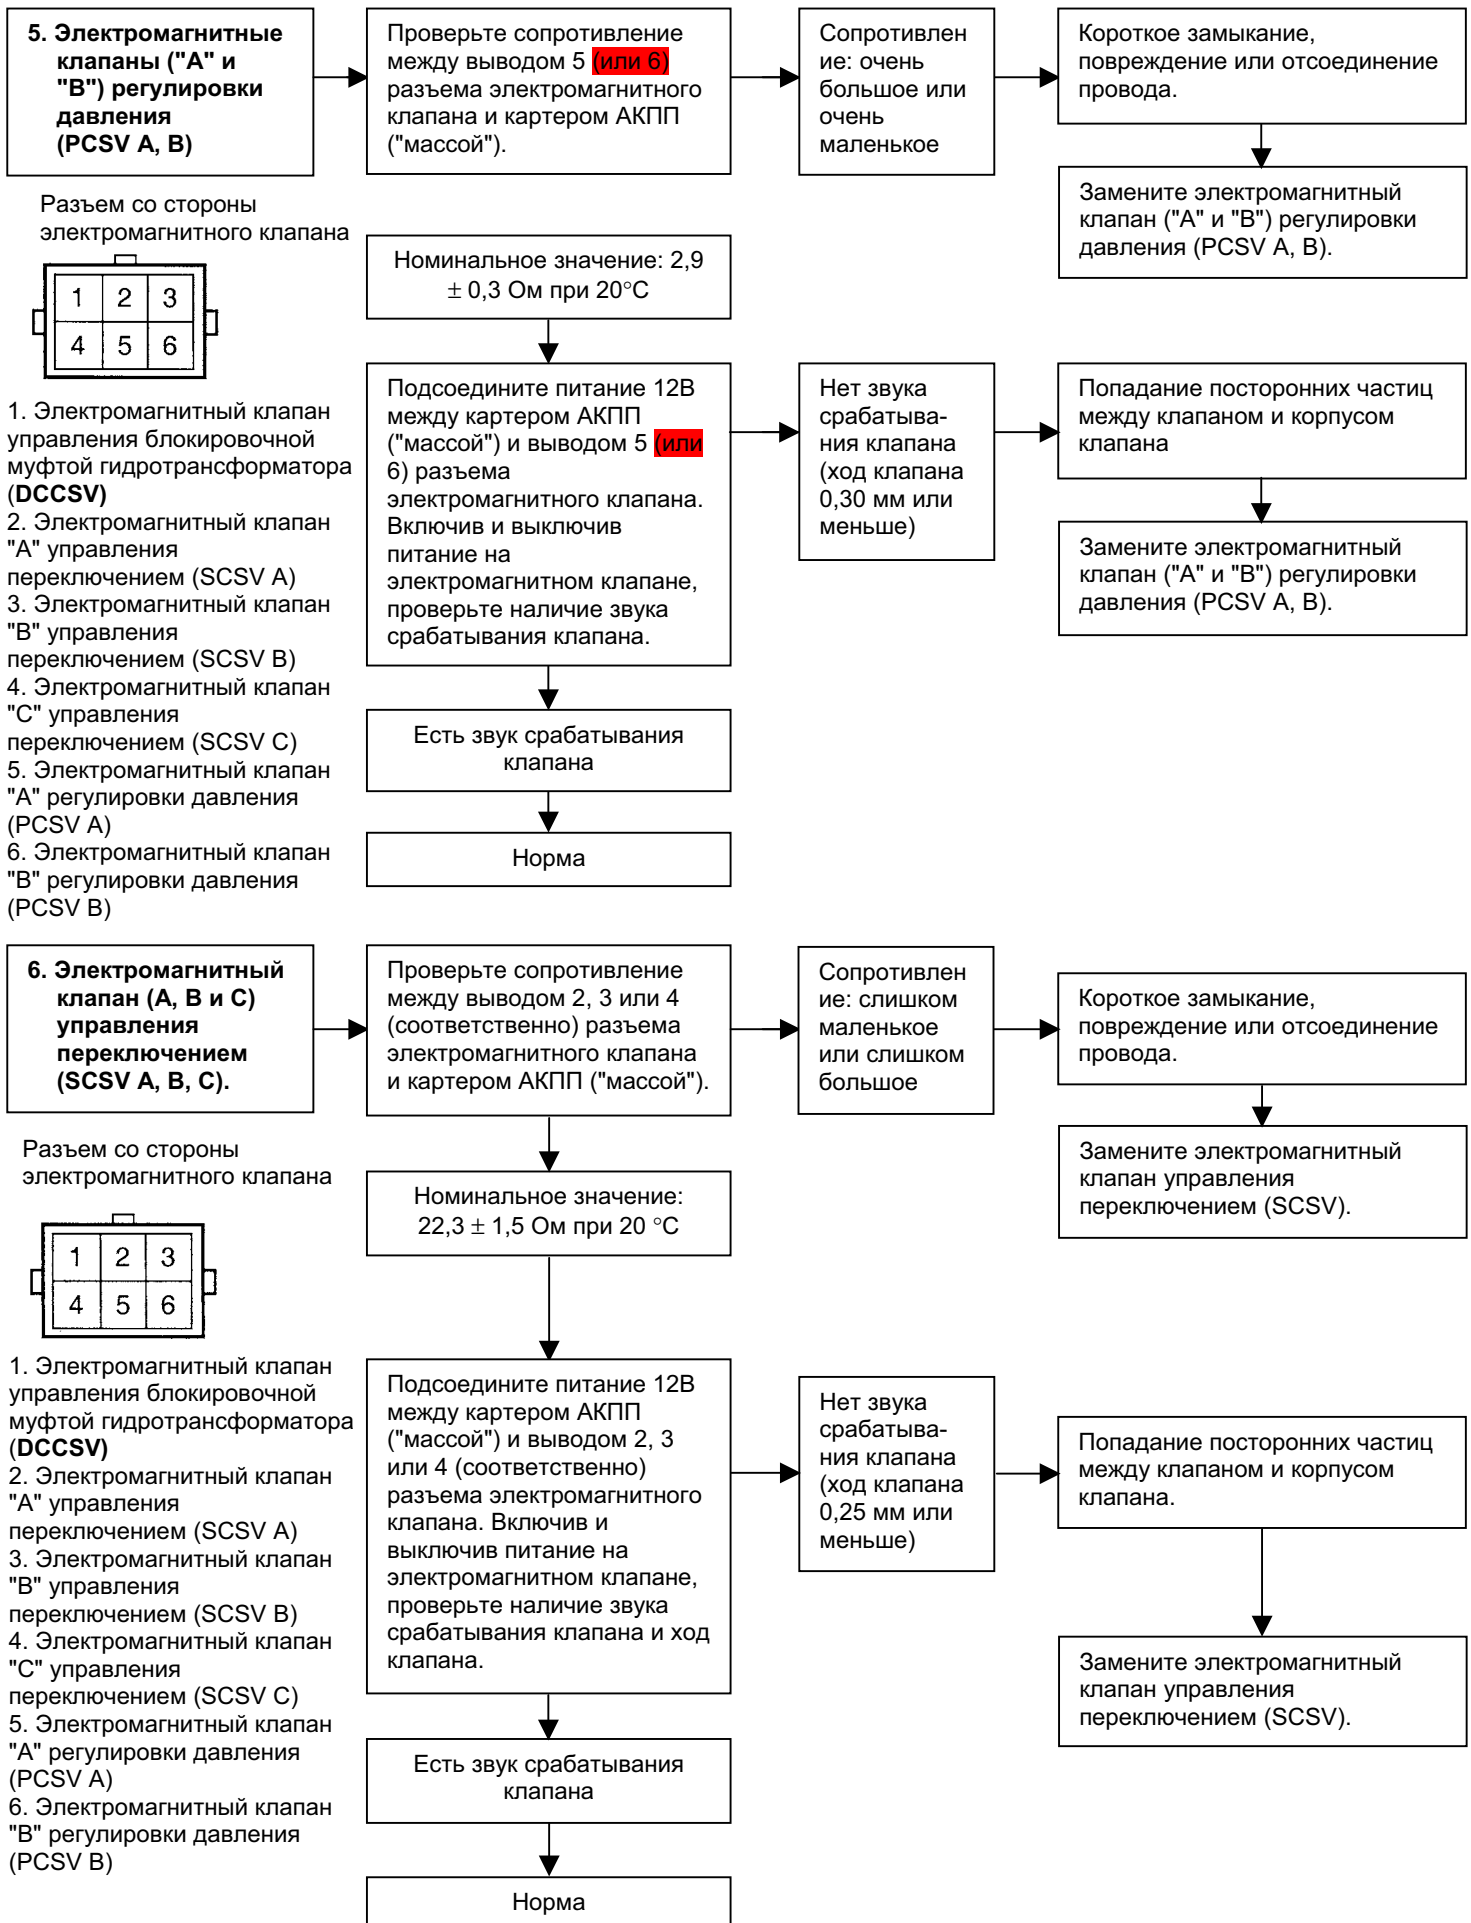 5. Электромагнитные
клапаны ("А" и
"В") регулировки
давления
(PCSV A, B)
Проверьте сопротивление
между выводом 5 (или 6)
разъема электромагнитного
клапана и картером АКПП
("массой").
Сопротивлен
ие: очень
большое или
очень
маленькое
Короткое замыкание,
повреждение или отсоединение
провода.
Замените электромагнитный
клапан ("А" и "В") регулировки
давления (PCSV A, B).
Разъем со стороны
электромагнитного клапана
1 2 3
4 5 6
Номинальное значение: 2,9
± 0,3 Ом при 20°С
Подсоедините питание 12В
между картером АКПП
("массой") и выводом 5 (или
6) разъема
электромагнитного клапана.
Включив и выключив
питание на
электромагнитном клапане,
проверьте наличие звука
срабатывания клапана.
Нет звука
срабатыва-
ния клапана
(ход клапана
0,30 мм или
меньше)
Попадание посторонних частиц
между клапаном и корпусом
клапана
Замените электромагнитный
клапан ("А" и "В") регулировки
давления (PCSV A, B).
1. Электромагнитный клапан
управления блокировочной
муфтой гидротрансформатора
(DCCSV)
2. Электромагнитный клапан
"А" управления
переключением (SCSV A)
3. Электромагнитный клапан
"В" управления
переключением (SCSV B)
4. Электромагнитный клапан
"С" управления
переключением (SCSV C)
5. Электромагнитный клапан
"А" регулировки давления
(PCSV A)
6. Электромагнитный клапан
"В" регулировки давления
(PCSV B)
Есть звук срабатывания
клапана
Норма
6. Электромагнитный
клапан (А, В и С)
управления
переключением
(SCSV A, B, C).
Проверьте сопротивление
между выводом 2, 3 или 4
(соответственно) разъема
электромагнитного клапана
и картером АКПП ("массой").
Сопротивлен
ие: слишком
маленькое
или слишком
большое
Короткое замыкание,
повреждение или отсоединение
провода.
Замените электромагнитный
клапан управления
переключением (SCSV).
Разъем со стороны
электромагнитного клапана
1 2 3
4 5 6
Номинальное значение:
22,3 ± 1,5 Ом при 20 °С
Подсоедините питание 12В
между картером АКПП
("массой") и выводом 2, 3
или 4 (соответственно)
разъема электромагнитного
клапана. Включив и
выключив питание на
электромагнитном клапане,
проверьте наличие звука
срабатывания клапана и ход
клапана.
Нет звука
срабатыва-
ния клапана
(ход клапана
0,25 мм или
меньше)
Попадание посторонних частиц
между клапаном и корпусом
клапана.
Замените электромагнитный
клапан управления
переключением (SCSV).
1. Электромагнитный клапан
управления блокировочной
муфтой гидротрансформатора
(DCCSV)
2. Электромагнитный клапан
"А" управления
переключением (SCSV A)
3. Электромагнитный клапан
"В" управления
переключением (SCSV B)
4. Электромагнитный клапан
"С" управления
переключением (SCSV C)
5. Электромагнитный клапан
"А" регулировки давления
(PCSV A)
6. Электромагнитный клапан
"В" регулировки давления
(PCSV B)
Есть звук срабатывания
клапана
Норма